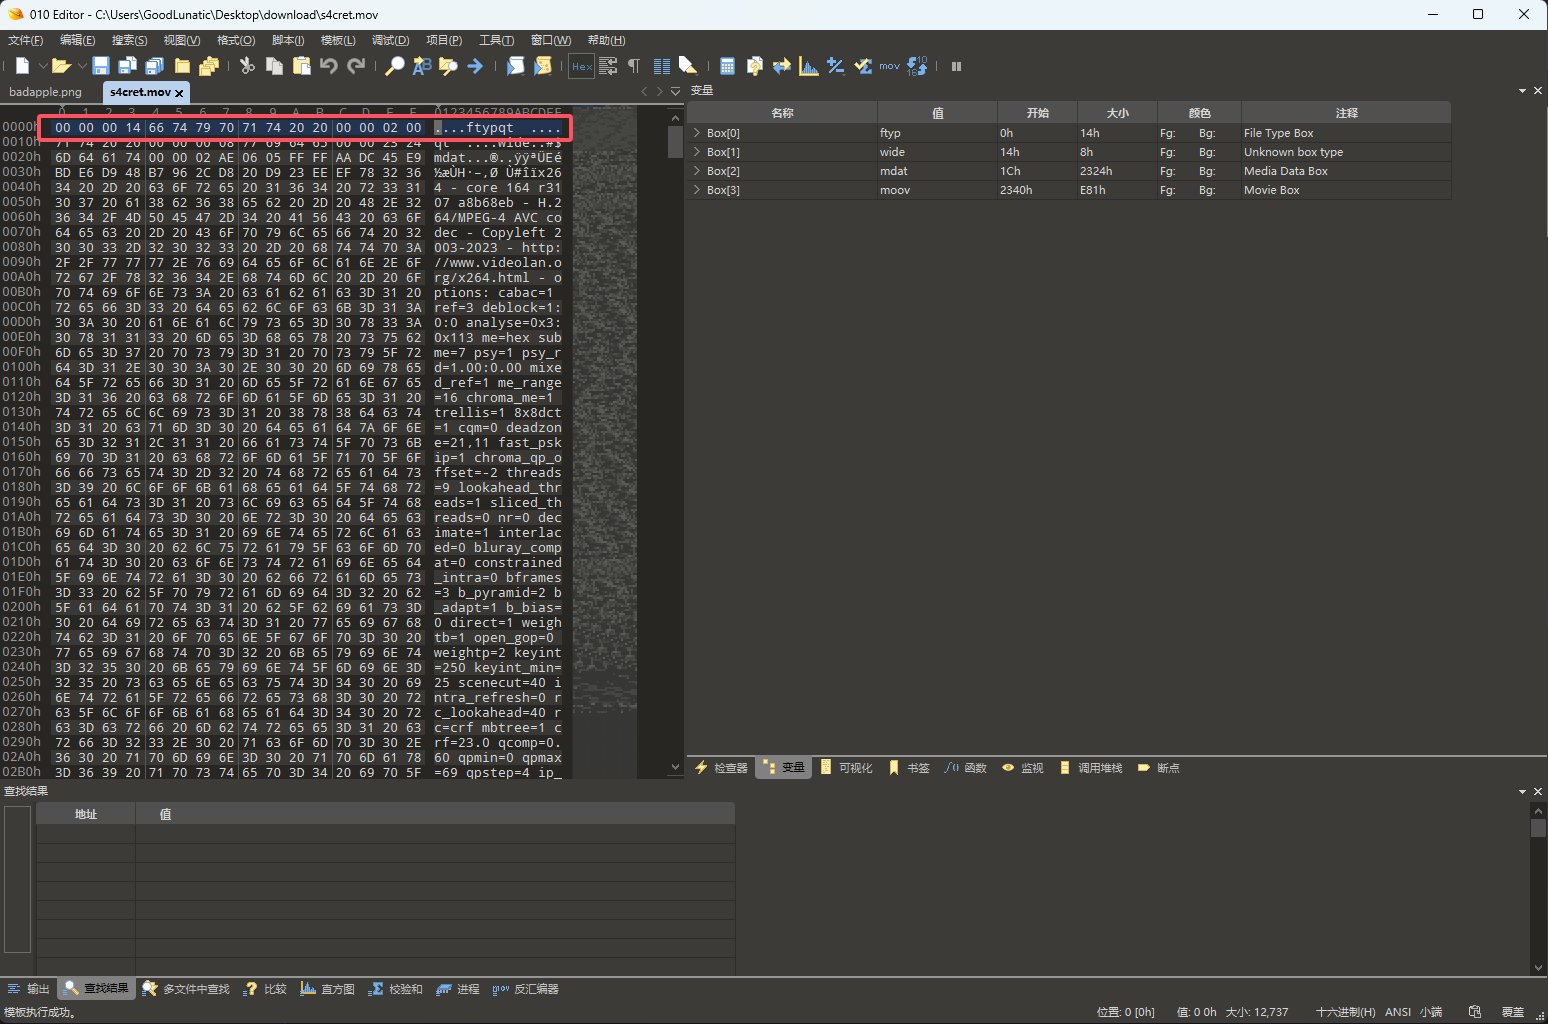 010 Editor - C:\Users\GoodLunatic\Desktop\download\s4cret.mov
文件(F) 编辑(E) 搜索(S) 视图(V) 格式(O) 脚本(I) 模板(L) 调试(D) 项目(P) 工具(T) 窗口(W) 帮助(H)
badapple.png s4cret.mov
0 1 2 3 4 5 6 7 8 9 A B C D E F 0123456789ABCDEF
0000h 00 00 00 14 66 74 79 70 71 74 20 20 00 00 02 00 ....ftypqt ....
0010h 71 74 20 20 00 00 00 08 77 69 64 65 00 00 23 24 qt ....wide..#$
0020h 6D 64 61 74 00 00 02 AE 06 05 FF FF AA DC 45 E9 mdat...®..ÿÿªÜEé
0030h BD E6 D9 48 B7 96 2C D8 20 D9 23 EE EF 78 32 36 ½æÙH·–,Ø Ù#îïx26
0040h 34 20 2D 20 63 6F 72 65 20 31 36 34 20 72 33 31 4 - core 164 r31
0050h 30 37 20 61 38 62 36 38 65 62 20 2D 20 48 2E 32 07 a8b68eb - H.2
0060h 36 34 2F 4D 50 45 47 2D 34 20 41 56 43 20 63 6F 64/MPEG-4 AVC co
0070h 64 65 63 20 2D 20 43 6F 70 79 6C 65 66 74 20 32 dec - Copyleft 2
0080h 30 30 33 2D 32 30 32 33 20 2D 20 68 74 74 70 3A 003-2023 - http:
0090h 2F 2F 77 77 77 2E 76 69 64 65 6F 6C 61 6E 2E 6F //www.videolan.o
00A0h 72 67 2F 78 32 36 34 2E 68 74 6D 6C 20 2D 20 6F rg/x264.html - o
00B0h 70 74 69 6F 6E 73 3A 20 63 61 62 61 63 3D 31 20 ptions: cabac=1
00C0h 72 65 66 3D 33 20 64 65 62 6C 6F 63 6B 3D 31 3A ref=3 deblock=1:
00D0h 30 3A 30 20 61 6E 61 6C 79 73 65 3D 30 78 33 3A 0:0 analyse=0x3:
00E0h 30 78 31 31 33 20 6D 65 3D 68 65 78 20 73 75 62 0x113 me=hex sub
00F0h 6D 65 3D 37 20 70 73 79 3D 31 20 70 73 79 5F 72 me=7 psy=1 psy_r
0100h 64 3D 31 2E 30 30 3A 30 2E 30 30 20 6D 69 78 65 d=1.00:0.00 mixe
0110h 64 5F 72 65 66 3D 31 20 6D 65 5F 72 61 6E 67 65 d_ref=1 me_range
0120h 3D 31 36 20 63 68 72 6F 6D 61 5F 6D 65 3D 31 20 =16 chroma_me=1
0130h 74 72 65 6C 6C 69 73 3D 31 20 38 78 38 64 63 74 trellis=1 8x8dct
0140h 3D 31 20 63 71 6D 3D 30 20 64 65 61 64 7A 6F 6E =1 cqm=0 deadzon
0150h 65 3D 32 31 2C 31 31 20 66 61 73 74 5F 70 73 6B e=21,11 fast_psk
0160h 69 70 3D 31 20 63 68 72 6F 6D 61 5F 71 70 5F 6F ip=1 chroma_qp_o
0170h 66 66 73 65 74 3D 2D 32 20 74 68 72 65 61 64 73 ffset=-2 threads
0180h 3D 39 20 6C 6F 6F 6B 61 68 65 61 64 5F 74 68 72 =9 lookahead_thr
0190h 65 61 64 73 3D 31 20 73 6C 69 63 65 64 5F 74 68 eads=1 sliced_th
01A0h 72 65 61 64 73 3D 30 20 6E 72 3D 30 20 64 65 63 reads=0 nr=0 dec
01B0h 69 6D 61 74 65 3D 31 20 69 6E 74 65 72 6C 61 63 imate=1 interlac
01C0h 65 64 3D 30 20 62 6C 75 72 61 79 5F 63 6F 6D 70 ed=0 bluray_comp
01D0h 61 74 3D 30 20 63 6F 6E 73 74 72 61 69 6E 65 64 at=0 constrained
01E0h 5F 69 6E 74 72 61 3D 30 20 62 66 72 61 6D 65 73 _intra=0 bframes
01F0h 3D 33 20 62 5F 70 79 72 61 6D 69 64 3D 32 20 62 =3 b_pyramid=2 b
0200h 5F 61 64 61 70 74 3D 31 20 62 5F 62 69 61 73 3D _adapt=1 b_bias=
0210h 30 20 64 69 72 65 63 74 3D 31 20 77 65 69 67 68 0 direct=1 weigh
0220h 74 62 3D 31 20 6F 70 65 6E 5F 67 6F 70 3D 30 20 tb=1 open_gop=0
0230h 77 65 69 67 68 74 70 3D 32 20 6B 65 79 69 6E 74 weightp=2 keyint
0240h 3D 32 35 30 20 6B 65 79 69 6E 74 5F 6D 69 6E 3D =250 keyint_min=
0250h 32 35 20 73 63 65 6E 65 63 75 74 3D 34 30 20 69 25 scenecut=40 i
0260h 6E 74 72 61 5F 72 65 66 72 65 73 68 3D 30 20 72 ntra_refresh=0 r
0270h 63 5F 6C 6F 6F 6B 61 68 65 61 64 3D 34 30 20 72 c_lookahead=40 r
0280h 63 3D 63 72 66 20 6D 62 74 72 65 65 3D 31 20 63 c=crf mbtree=1 c
0290h 72 66 3D 32 33 2E 30 20 71 63 6F 6D 70 3D 30 2E rf=23.0 qcomp=0.
02A0h 36 30 20 71 70 6D 69 6E 3D 30 20 71 70 6D 61 78 60 qpmin=0 qpmax
02B0h 3D 36 39 20 71 70 73 74 65 70 3D 34 20 69 70 5F =69 qpstep=4 ip_
变量
名称 值 开始 大小 颜色 注释
Box[0] ftyp 0h 14h Fg: Bg: File Type Box
Box[1] wide 14h 8h Fg: Bg: Unknown box type
Box[2] mdat 1Ch 2324h Fg: Bg: Media Data Box
Box[3] moov 2340h E81h Fg: Bg: Movie Box
检查器 变量 可视化 书签 函数 监视 调用堆栈 断点
查找结果
地址 值
输出 查找结果 多文件中查找 比较 直方图 校验和 进程 反汇编器
模板执行成功。 位置: 0 [0h] 值: 0 0h 大小: 12,737 十六进制(H) ANSI 小端 覆盖